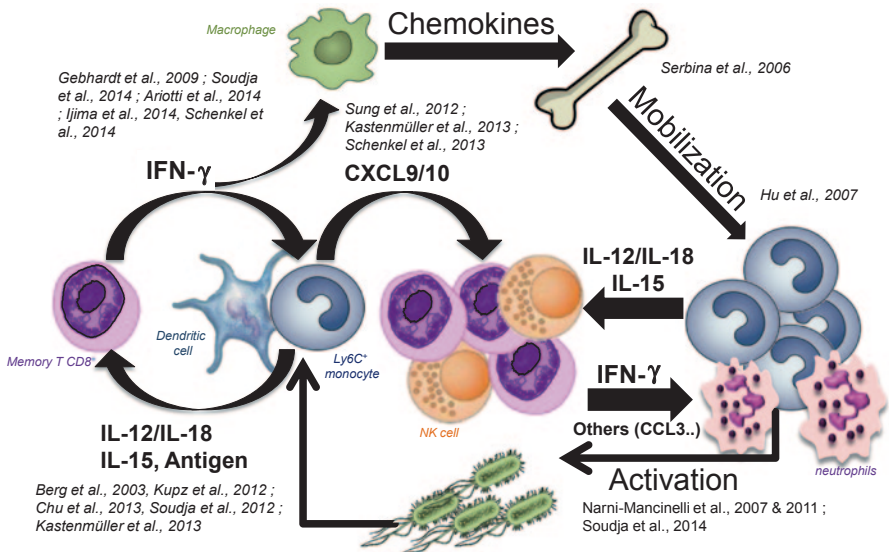 Macrophage
Chemokines
Serbina et al., 2006
Gebhardt et al., 2009 ; Soudja
et al., 2014 ; Ariotti et al., 2014
; Ijima et al., 2014, Schenkel et
al., 2014
Sung et al., 2012 ;
Kastenmüller et al., 2013 ;
Schenkel et al., 2013
Mobilization
Hu et al., 2007
IFN-γ
CXCL9/10
IL-12/IL-18
IL-15
Dendritic
cell
Ly6C⁺
monocyte
Memory T CD8⁺
NK cell
IFN-γ
Others (CCL3..)
neutrophils
IL-12/IL-18
IL-15, Antigen
Berg et al., 2003, Kupz et al., 2012 ;
Chu et al., 2013, Soudja et al., 2012 ;
Kastenmüller et al., 2013
Activation
Narni-Mancinelli et al., 2007 & 2011 ;
Soudja et al., 2014